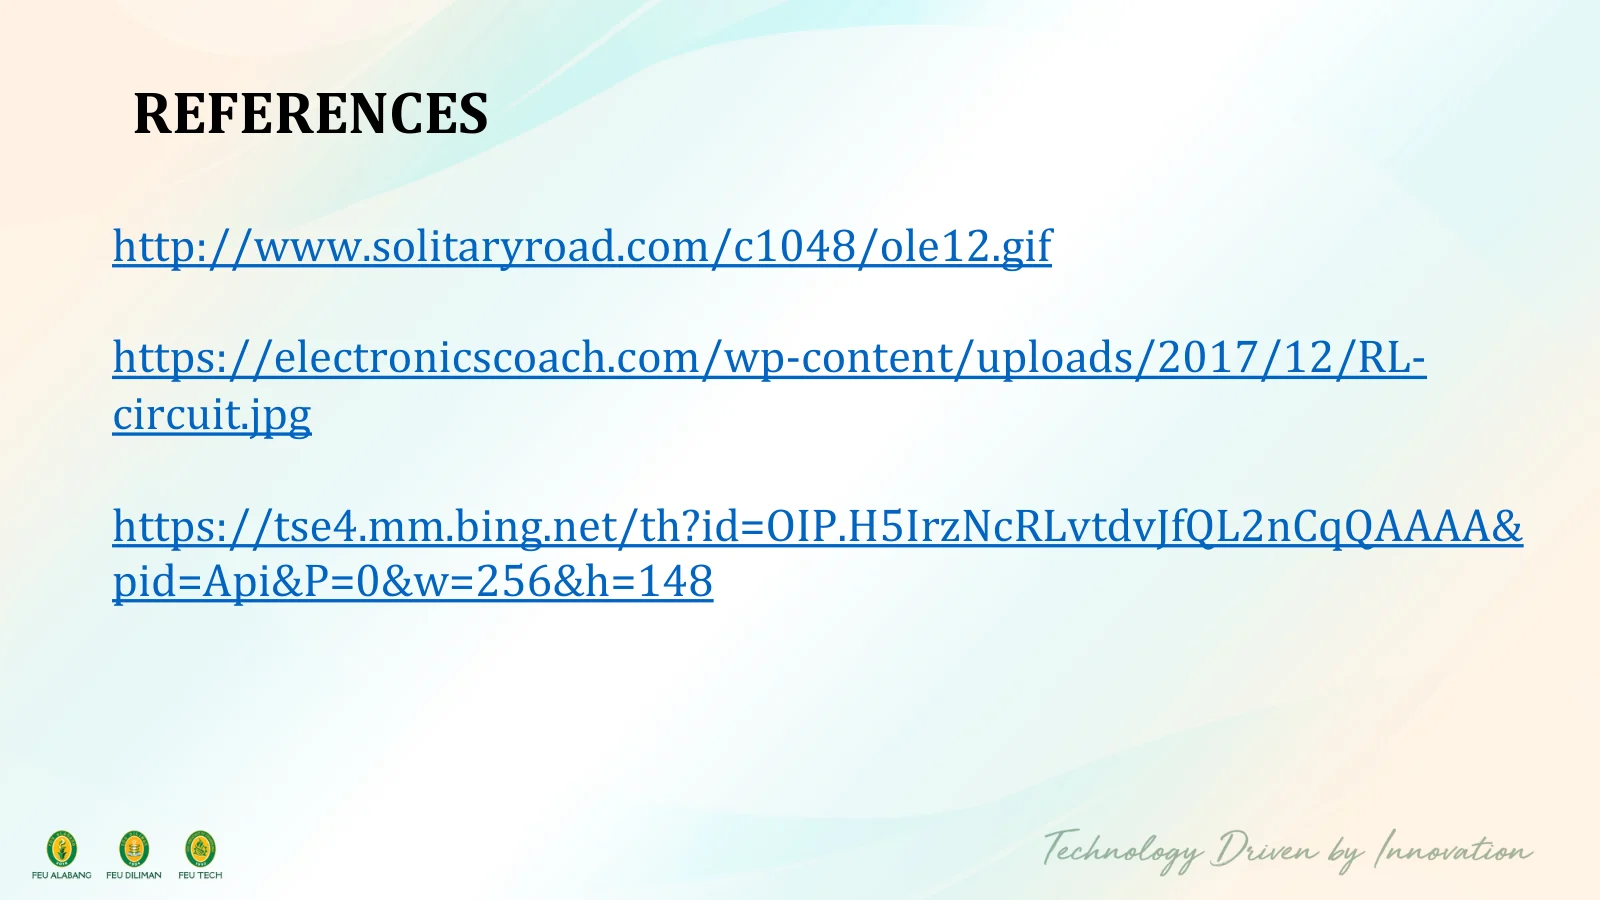 REFERENCES
http://www.solitaryroad.com/c1048/ole12.gif
https://electronicscoach.com/wp-content/uploads/2017/12/RL-
circuit.jpg
https://tse4.mm.bing.net/th?id=OIP.H5IrzNcRLvtdvJfQL2nCqQAAAA&
pid=Api&P=0&w=256&h=148
FEU ALABANG FEU DILIMAN FEU TECH
Technology Driven by Innovation